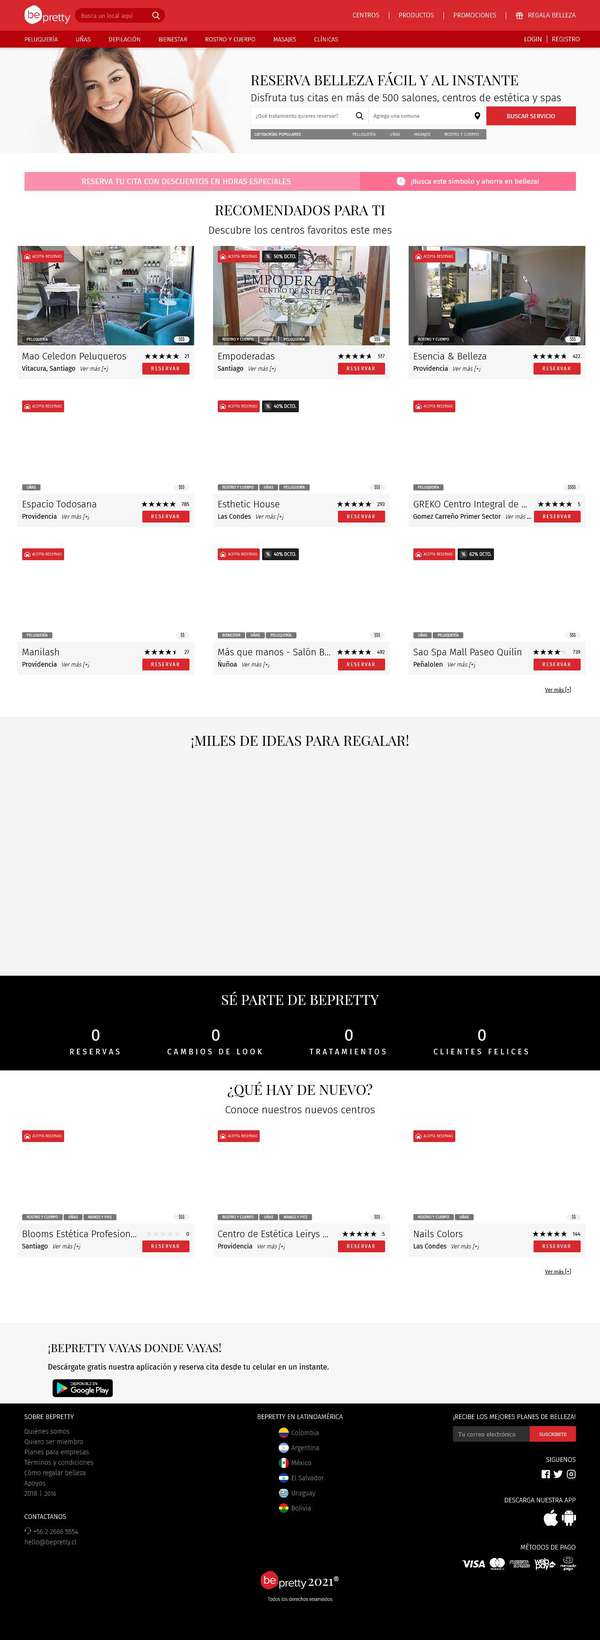 be pretty
Busca un local aquí
CENTROS | PRODUCTOS | PROMOCIONES | REGALA BELLEZA
PELUQUERÍA UÑAS DEPILACIÓN BIENESTAR ROSTRO Y CUERPO MASAJES CLÍNICAS
LOGIN | REGISTRO
RESERVA BELLEZA FÁCIL Y AL INSTANTE
Disfruta tus citas en más de 500 salones, centros de estética y spas
¿Qué tratamiento quieres reservar? Agrega una comuna BUSCAR SERVICIO
CATEGORÍAS POPULARES PELUQUERÍA UÑAS MASAJES ROSTRO Y CUERPO
RESERVA TU CITA CON DESCUENTOS EN HORAS ESPECIALES ¡Busca este símbolo y ahorre en belleza!
RECOMENDADOS PARA TI
Descubre los centros favoritos este mes
ACEPTA RESERVAS
PELUQUERÍA $$$
Mao Celedon Peluqueros 21
Vitacura, Santiago Ver más [+] RESERVAR
ACEPTA RESERVAS 50% DCTO.
EMPODERADAS
CENTRO DE ESTÉTICA
ROSTRO Y CUERPO UÑAS PELUQUERÍA $$$
Empoderadas 557
Santiago Ver más [+] RESERVAR
ACEPTA RESERVAS
ROSTRO Y CUERPO $$$
Esencia & Belleza 422
Providencia Ver más [+] RESERVAR
ACEPTA RESERVAS
UÑAS $$$
Espacio Todosana 785
Providencia Ver más [+] RESERVAR
ACEPTA RESERVAS 40% DCTO.
ROSTRO Y CUERPO UÑAS PELUQUERÍA $$$
Esthetic House 293
Las Condes Ver más [+] RESERVAR
ACEPTA RESERVAS
PELUQUERÍA $$$$
GREKO Centro Integral de ... 5
Gomez Carreño Primer Sector Ver más ... RESERVAR
ACEPTA RESERVAS
PELUQUERÍA $$
Manilash 27
Providencia Ver más [+] RESERVAR
ACEPTA RESERVAS 40% DCTO.
BIENESTAR UÑAS PELUQUERÍA $$$
Más que manos - Salón B... 492
Ñuñoa Ver más [+] RESERVAR
ACEPTA RESERVAS 62% DCTO.
UÑAS PELUQUERÍA $$$
Sao Spa Mall Paseo Quilin 739
Peñalolen Ver más [+] RESERVAR
Ver más [+]
¡MILES DE IDEAS PARA REGALAR!
SÉ PARTE DE BEPRETTY
0 0 0 0
RESERVAS CAMBIOS DE LOOK TRATAMIENTOS CLIENTES FELICES
¿QUÉ HAY DE NUEVO?
Conoce nuestros nuevos centros
ACEPTA RESERVAS
ROSTRO Y CUERPO UÑAS MANOS Y PIES $$$
Blooms Estética Profesion... 0
Santiago Ver más [+] RESERVAR
ACEPTA RESERVAS
ROSTRO Y CUERPO UÑAS MANOS Y PIES $$$
Centro de Estética Leirys ... 5
Providencia Ver más [+] RESERVAR
ACEPTA RESERVAS
ROSTRO Y CUERPO UÑAS $$
Nails Colors 144
Las Condes Ver más [+] RESERVAR
Ver más [+]
¡BEPRETTY VAYAS DONDE VAYAS!
Descárgate gratis nuestra aplicación y reserva cita desde tu celular en un instante.
DISPONIBLE EN
Google Play
SOBRE BEPRETTY
Quiénes somos
Quiero ser miembro
Planes para empresas
Términos y condiciones
Cómo regalar belleza
Apoyos
2018 | 2016
CONTACTANOS
+56 2 2666 5554
hello@bepretty.cl
BEPRETTY EN LATINOAMÉRICA
Colombia
Argentina
México
El Salvador
Uruguay
Bolivia
¡RECIBE LOS MEJORES PLANES DE BELLEZA!
Tu correo electrónico SUSCRIBETE
SIGUENOS
DESCARGA NUESTRA APP
MÉTODOS DE PAGO
VISA
web pay
mercado pago
be pretty 2021®
Todos los derechos reservados